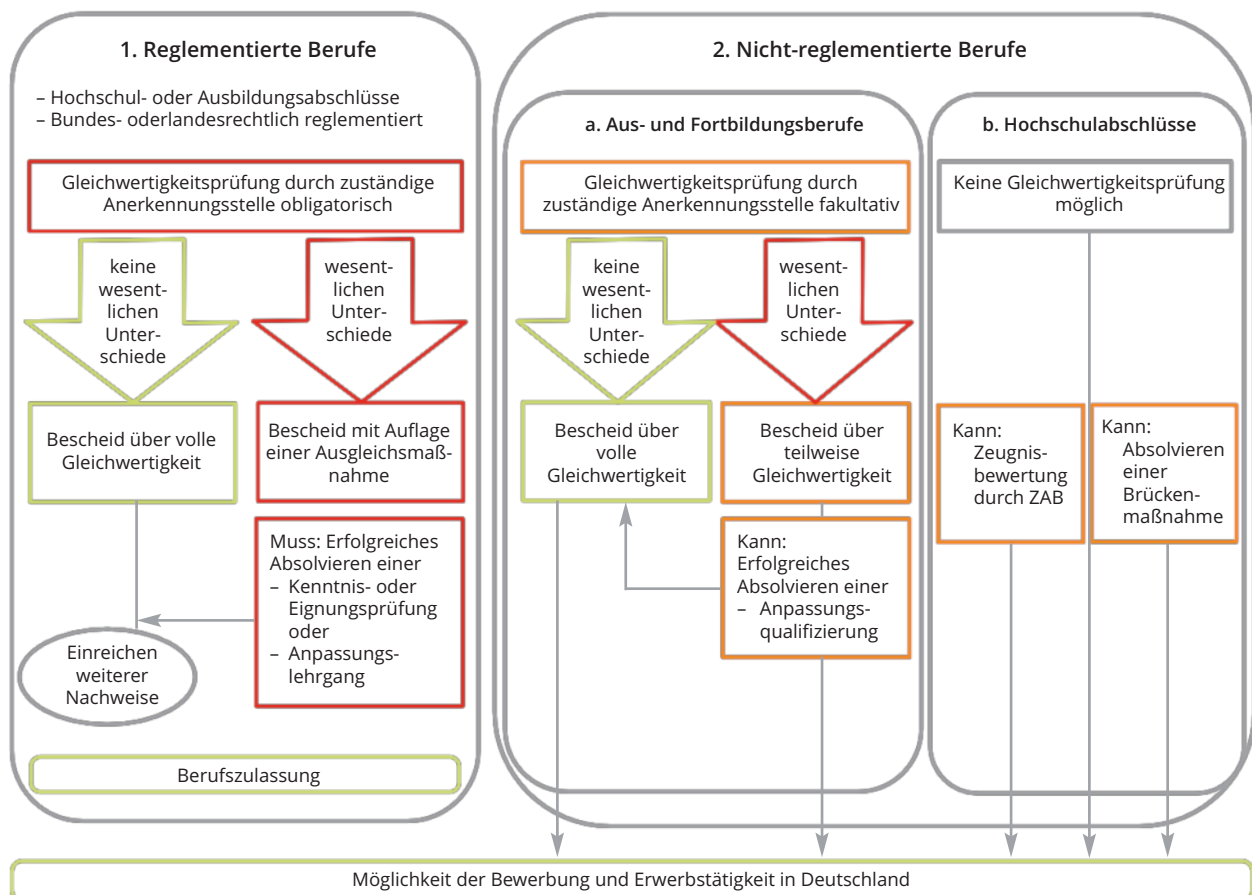 1. Reglementierte Berufe
– Hochschul- oder Ausbildungsabschlüsse
– Bundes- oderlandesrechtlich reglementiert
Gleichwertigkeitsprüfung durch zuständige
Anerkennungsstelle obligatorisch
keine
wesent-
lichen
Unter-
schiede
wesent-
lichen
Unter-
schiede
Bescheid über volle
Gleichwertigkeit
Bescheid mit Auflage
einer Ausgleichsmaß-
nahme
Muss: Erfolgreiches
Absolvieren einer
– Kenntnis- oder
Eignungsprüfung
oder
– Anpassungs-
lehrgang
Einreichen
weiterer
Nachweise
Berufszulassung
2. Nicht-reglementierte Berufe
a. Aus- und Fortbildungsberufe
Gleichwertigkeitsprüfung durch
zuständige Anerkennungsstelle fakultativ
keine
wesent-
lichen
Unter-
schiede
wesent-
lichen
Unter-
schiede
Bescheid über
volle
Gleichwertigkeit
Bescheid über
teilweise
Gleichwertigkeit
Kann:
Erfolgreiches
Absolvieren einer
– Anpassungs-
qualifizierung
b. Hochschulabschlüsse
Keine Gleichwertigkeitsprüfung
möglich
Kann:
Zeugnis-
bewertung
durch ZAB
Kann:
Absolvieren
einer
Brücken-
maßnahme
Möglichkeit der Bewerbung und Erwerbstätigkeit in Deutschland